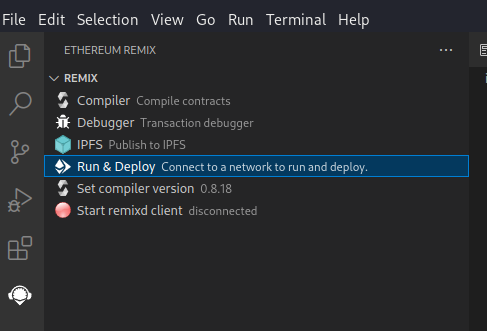 File Edit Selection View Go Run Terminal Help
ETHEREUM REMIX ...
REMIX
Compiler Compile contracts
Debugger Transaction debugger
IPFS Publish to IPFS
Run & Deploy Connect to a network to run and deploy.
Set compiler version 0.8.18
Start remixd client disconnected